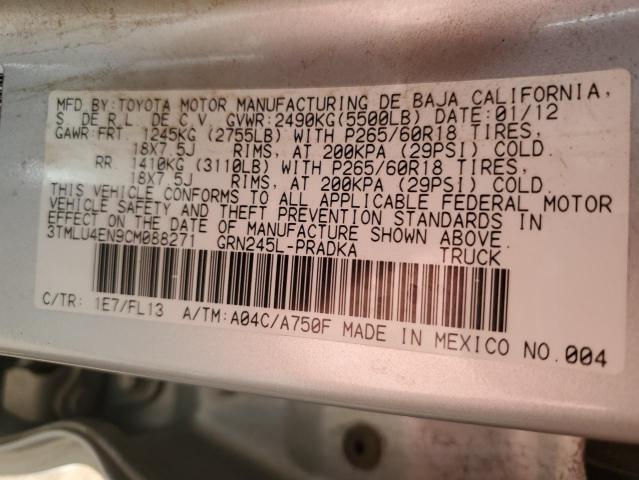 MFD.BY:TOYOTA MOTOR MANUFACTURING DE BAJA CALIFORNIA,
S. DE R.L. DE C.V. GVWR:2490KG(5500LB) DATE:01/12
GAWR:FRT 1245KG (2755LB) WITH P265/60R18 TIRES,
18X7.5J RIMS, AT 200KPA (29PSI) COLD.
RR 1410KG (3110LB) WITH P265/60R18 TIRES,
18X7.5J RIMS, AT 200KPA (29PSI) COLD.
THIS VEHICLE CONFORMS TO ALL APPLICABLE FEDERAL MOTOR
VEHICLE SAFETY AND THEFT PREVENTION STANDARDS IN
EFFECT ON THE DATE OF MANUFACTURE SHOWN ABOVE.
3TMLU4EN9CM088271 GRN245L-PRADKA TRUCK
C/TR: 1E7/FL13 A/TM:A04C/A750F MADE IN MEXICO NO.004